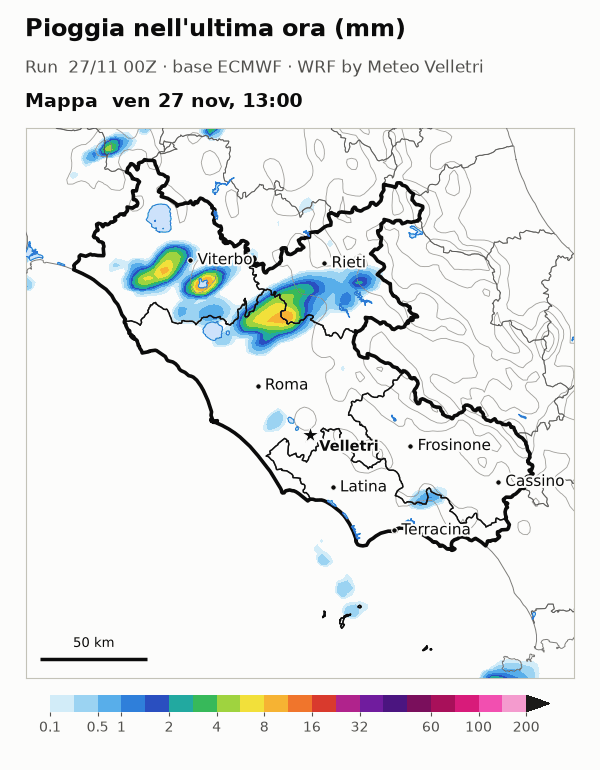 Pioggia nell'ultima ora (mm)
Run 27/11 00Z · base ECMWF · WRF by Meteo Velletri
Mappa ven 27 nov, 13:00
Viterbo
Rieti
Roma
Velletri
Frosinone
Cassino
Latina
Terracina
50 km
0.1 0.5 1 2 4 8 16 32 60 100 200